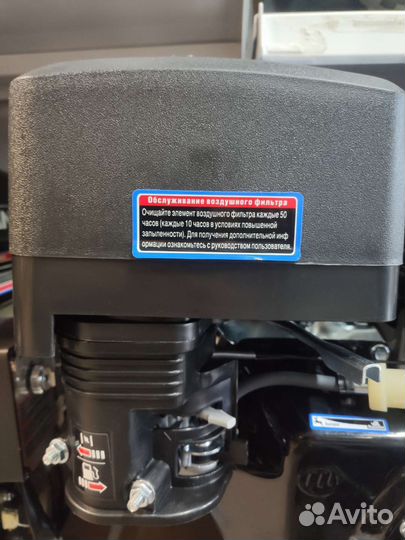 Обслуживание воздушного фильтра
Очищайте элемент воздушного фильтра каждые 50
часов (каждые 10 часов в условиях повышенной
запыленности). Для получения дополнительной инф
ормации ознакомьтесь с руководством пользователя.
Avito